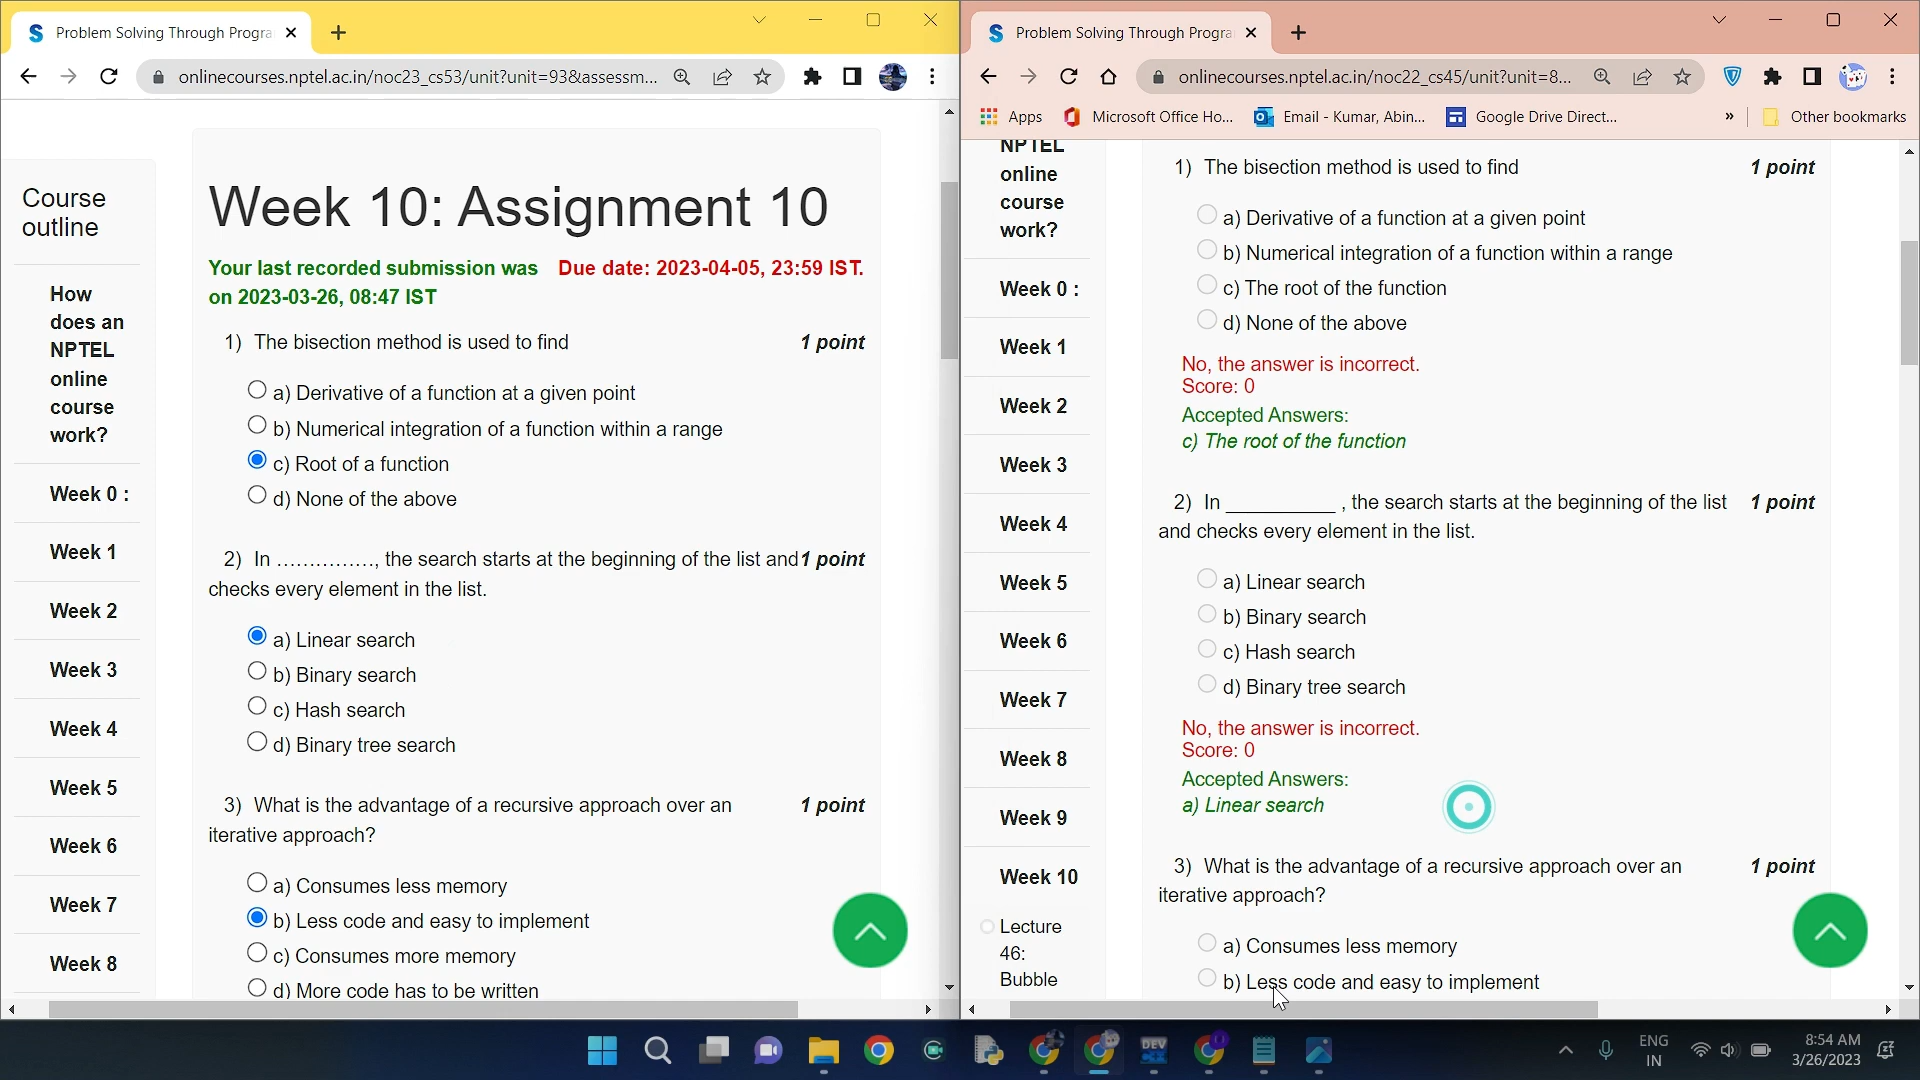 Problem Solving Through Progra
onlinecourses.nptel.ac.in/noc23_cs53/unit?unit=93&assessm...
Course
outline
How
does an
NPTEL
online
course
work?
Week 0 :
Week 1
Week 2
Week 3
Week 4
Week 5
Week 6
Week 7
Week 8
Week 10: Assignment 10
Your last recorded submission was
on 2023-03-26, 08:47 IST
Due date: 2023-04-05, 23:59 IST.
1) The bisection method is used to find 1 point
a) Derivative of a function at a given point
b) Numerical integration of a function within a range
c) Root of a function
d) None of the above
2) In ……………, the search starts at the beginning of the list and 1 point
checks every element in the list.
a) Linear search
b) Binary search
c) Hash search
d) Binary tree search
3) What is the advantage of a recursive approach over an 1 point
iterative approach?
a) Consumes less memory
b) Less code and easy to implement
c) Consumes more memory
d) More code has to be written
Problem Solving Through Progra
onlinecourses.nptel.ac.in/noc22_cs45/unit?unit=8...
Apps
Microsoft Office Ho...
Email - Kumar, Abin...
Google Drive Direct...
»
Other bookmarks
NPTEL
online
course
work?
Week 0 :
Week 1
Week 2
Week 3
Week 4
Week 5
Week 6
Week 7
Week 8
Week 9
Week 10
Lecture
46:
Bubble
1) The bisection method is used to find 1 point
a) Derivative of a function at a given point
b) Numerical integration of a function within a range
c) The root of the function
d) None of the above
No, the answer is incorrect.
Score: 0
Accepted Answers:
c) The root of the function
2) In __________ , the search starts at the beginning of the list 1 point
and checks every element in the list.
a) Linear search
b) Binary search
c) Hash search
d) Binary tree search
No, the answer is incorrect.
Score: 0
Accepted Answers:
a) Linear search
3) What is the advantage of a recursive approach over an 1 point
iterative approach?
a) Consumes less memory
b) Less code and easy to implement
DEV
ENG
IN
8:54 AM
3/26/2023